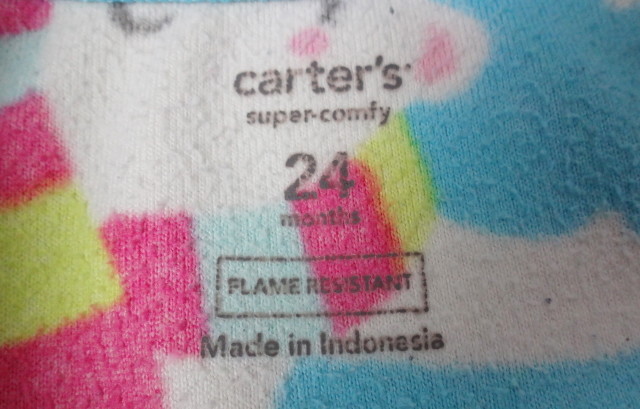 carter's
super-comfy
24
months
FLAME RESISTANT
Made in Indonesia